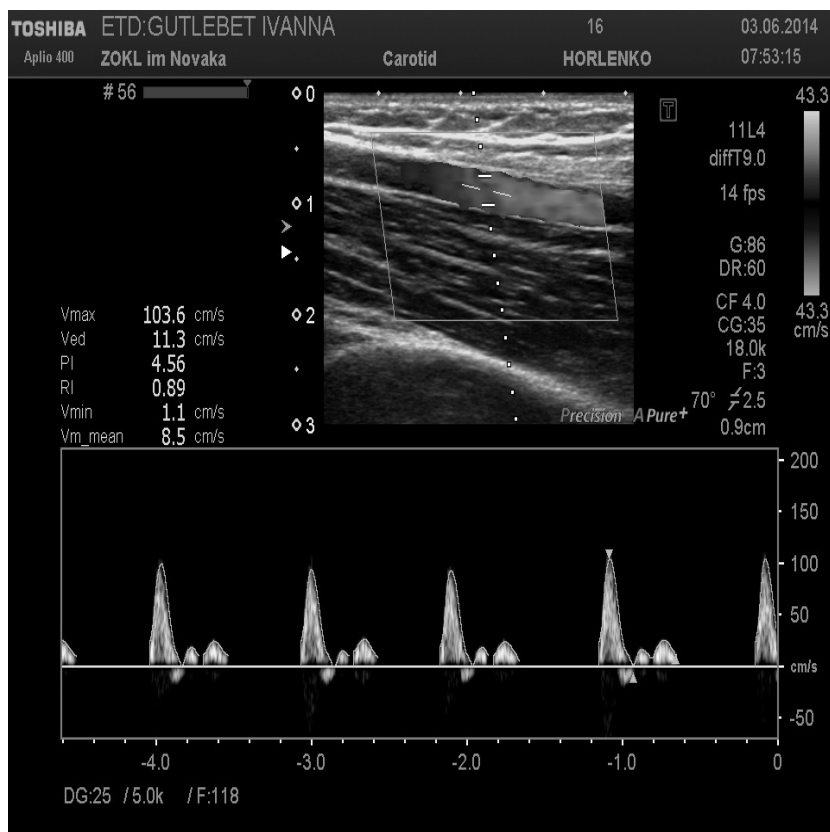 TOSHIBA ETD:GUTLEBET IVANNA 16 03.06.2014
Aplio 400 ZOKL im Novaka Carotid HORLENKO 07:53:15
#56
0
43.3
T
11L4
diffT9.0
14 fps
1
G:86
DR:60
CF 4.0
CG:35
18.0k
F:3
43.3
cm/s
Vmax 103.6 cm/s
Ved 11.3 cm/s
PI 4.56
RI 0.89
Vmin 1.1 cm/s
Vm_mean 8.5 cm/s
2
70° 2.5
0.9cm
Precision APure+
3
200
150
100
50
cm/s
-50
-4.0 -3.0 -2.0 -1.0 0
DG:25 /5.0k /F:118